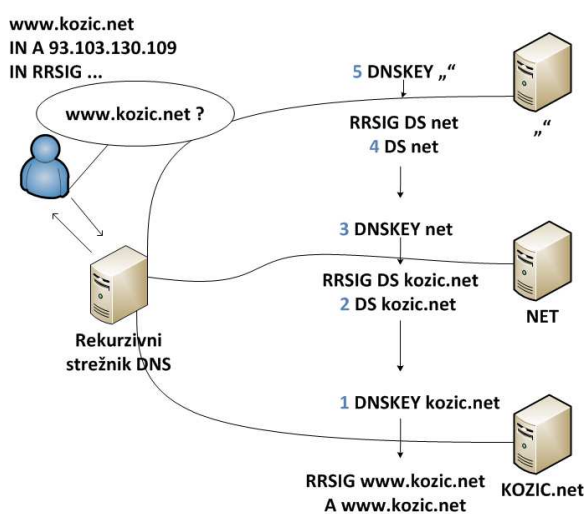 www.kozic.net
IN A 93.103.130.109
IN RRSIG ...
www.kozic.net ?
5 DNSKEY „“
„“
RRSIG DS net
4 DS net
3 DNSKEY net
RRSIG DS kozic.net
2 DS kozic.net
NET
Rekurzivni
strežnik DNS
1 DNSKEY kozic.net
KOZIC.net
RRSIG www.kozic.net
A www.kozic.net